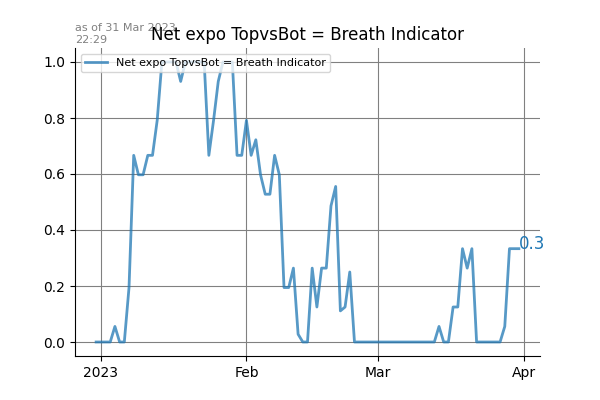 as of 31 Mar 2023
22:29
Net expo TopvsBot = Breath Indicator
Net expo TopvsBot = Breath Indicator
1.0
0.8
0.6
0.4
0.2
0.0
0.3
2023
Feb
Mar
Apr